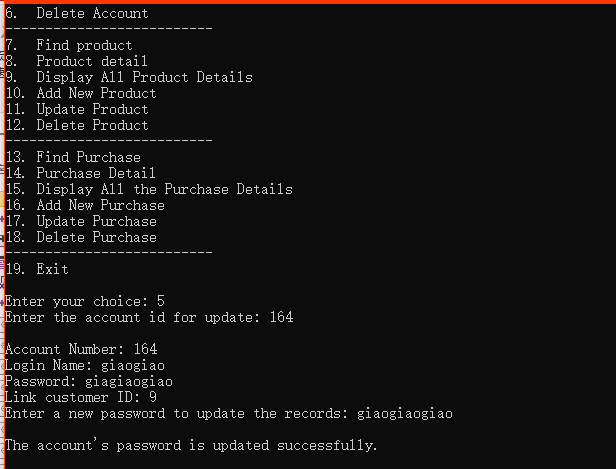 6.  Delete Account
-------------------------
7.  Find product
8.  Product detail
9.  Display All Product Details
10. Add New Product
11. Update Product
12. Delete Product
-------------------------
13. Find Purchase
14. Purchase Detail
15. Display All the Purchase Details
16. Add New Purchase
17. Update Purchase
18. Delete Purchase
-------------------------
19. Exit
Enter your choice: 5
Enter the account id for update: 164
Account Number: 164
Login Name: giaogiao
Password: giagiaogiao
Link customer ID: 9
Enter a new password to update the records: giaogiaogiao
The account's password is updated successfully.